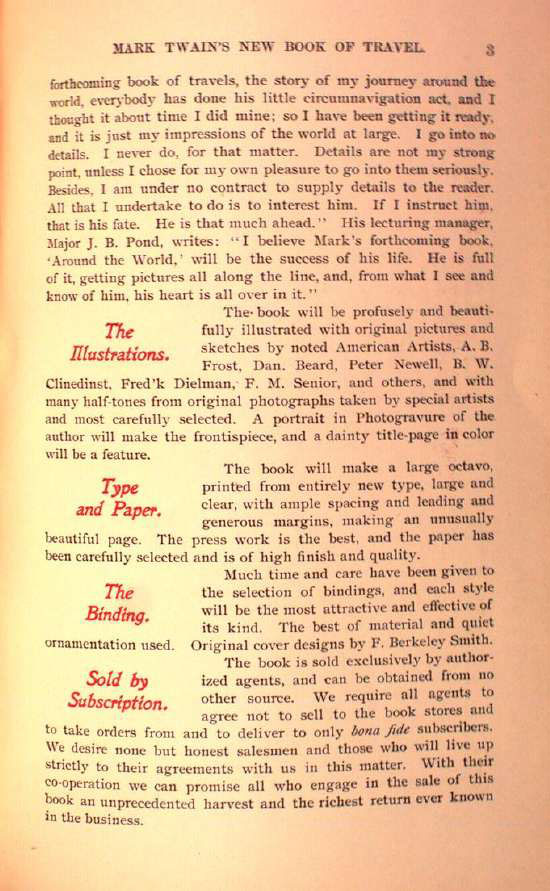 MARK TWAIN'S NEW BOOK OF TRAVEL. 3
forthcoming book of travels, the story of my journey around the
world, everybody has done his little circumnavigation act, and I
thought it about time I did mine; so I have been getting it ready,
and it is just my impressions of the world at large. I go into no
details. I never do, for that matter. Details are not my strong
point, unless I chose for my own pleasure to go into them seriously.
Besides, I am under no contract to supply details to the reader.
All that I undertake to do is to interest him. If I instruct him,
that is his fate. He is that much ahead." His lecturing manager,
Major J. B. Pond, writes: "I believe Mark's forthcoming book,
'Around the World,' will be the success of his life. He is full
of it, getting pictures all along the line, and, from what I see and
know of him, his heart is all over in it."
The
Illustrations.
The book will be profusely and beauti-
fully illustrated with original pictures and
sketches by noted American Artists, A. B.
Frost, Dan. Beard, Peter Newell, B. W.
Clinedinst, Fred'k Dielman, F. M. Senior, and others, and with
many half-tones from original photographs taken by special artists
and most carefully selected. A portrait in Photogravure of the
author will make the frontispiece, and a dainty title-page in color
will be a feature.
Type
and Paper.
The book will make a large octavo,
printed from entirely new type, large and
clear, with ample spacing and leading and
generous margins, making an unusually
beautiful page. The press work is the best, and the paper has
been carefully selected and is of high finish and quality.
The
Binding.
Much time and care have been given to
the selection of bindings, and each style
will be the most attractive and effective of
its kind. The best of material and quiet
ornamentation used. Original cover designs by F. Berkeley Smith.
Sold by
Subscription.
The book is sold exclusively by author-
ized agents, and can be obtained from no
other source. We require all agents to
agree not to sell to the book stores and
to take orders from and to deliver to only bona fide subscribers.
We desire none but honest salesmen and those who will live up
strictly to their agreements with us in this matter. With their
co-operation we can promise all who engage in the sale of this
book an unprecedented harvest and the richest return ever known
in the business.